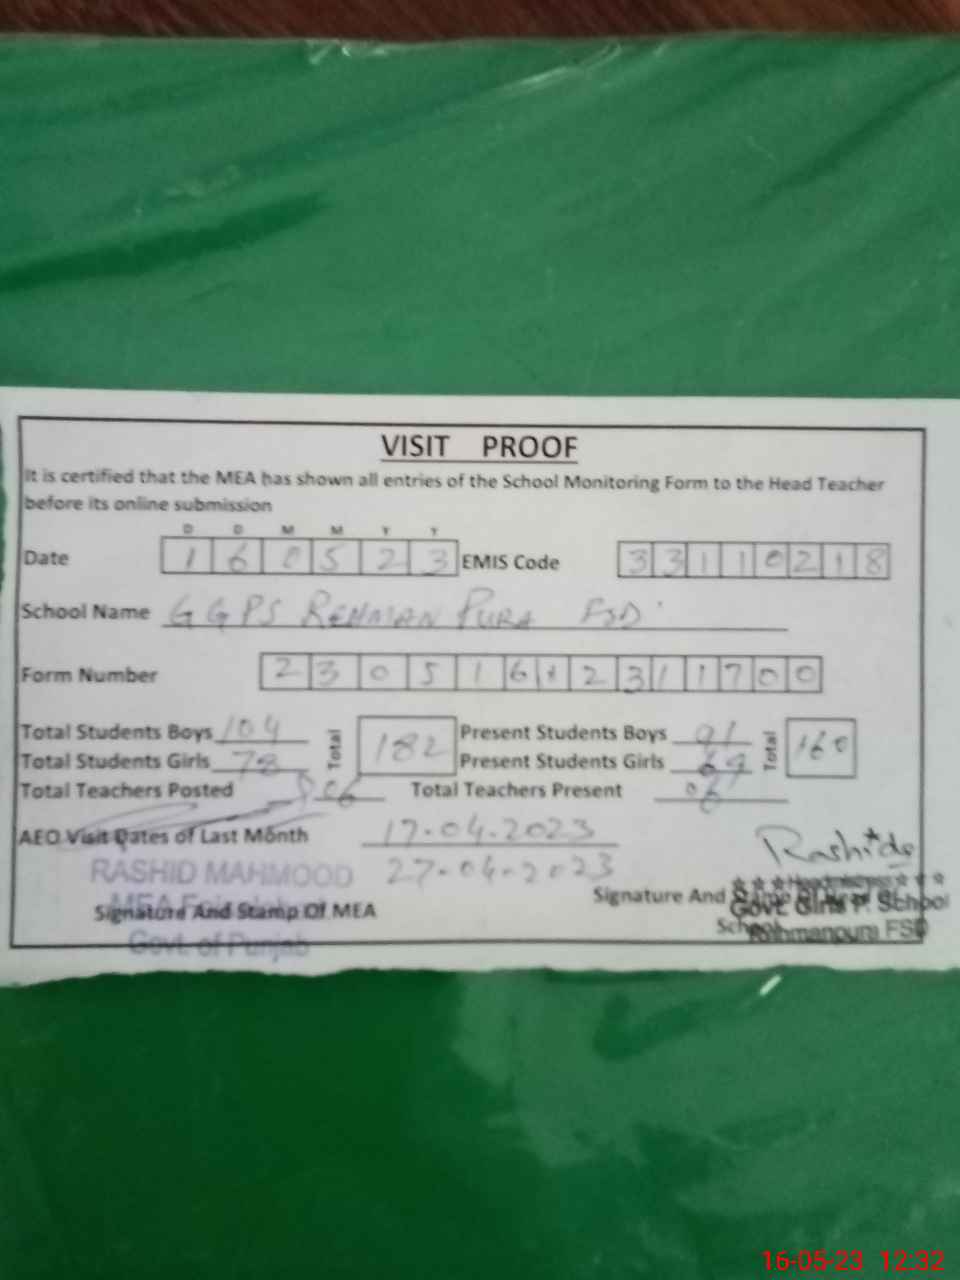 VISIT PROOF
It is certified that the MEA has shown all entries of the School Monitoring Form to the Head Teacher
before its online submission
D D M M Y Y
Date 1 6 0 5 2 3 EMIS Code 3 3 1 1 0 2 1 8
School Name GGPS REHMAN PURA FSD
Form Number 2 3 0 5 1 6 1 2 3 1 1 7 0 0
Total Students Boys 104 Total 182 Present Students Boys 91 Total 160
Total Students Girls 78 Present Students Girls 69
Total Teachers Posted 06 Total Teachers Present 06
AEO Visit Dates of Last Month 17.04.2023
27-04-2023
Rashida
RASHID MAHMOOD
Signature And Stamp Of MEA
Govt. of Punjab
Signature And
Headmistress
Govt. Girls P. School
School
Rehmanpura FSD
16-05-23 12:32